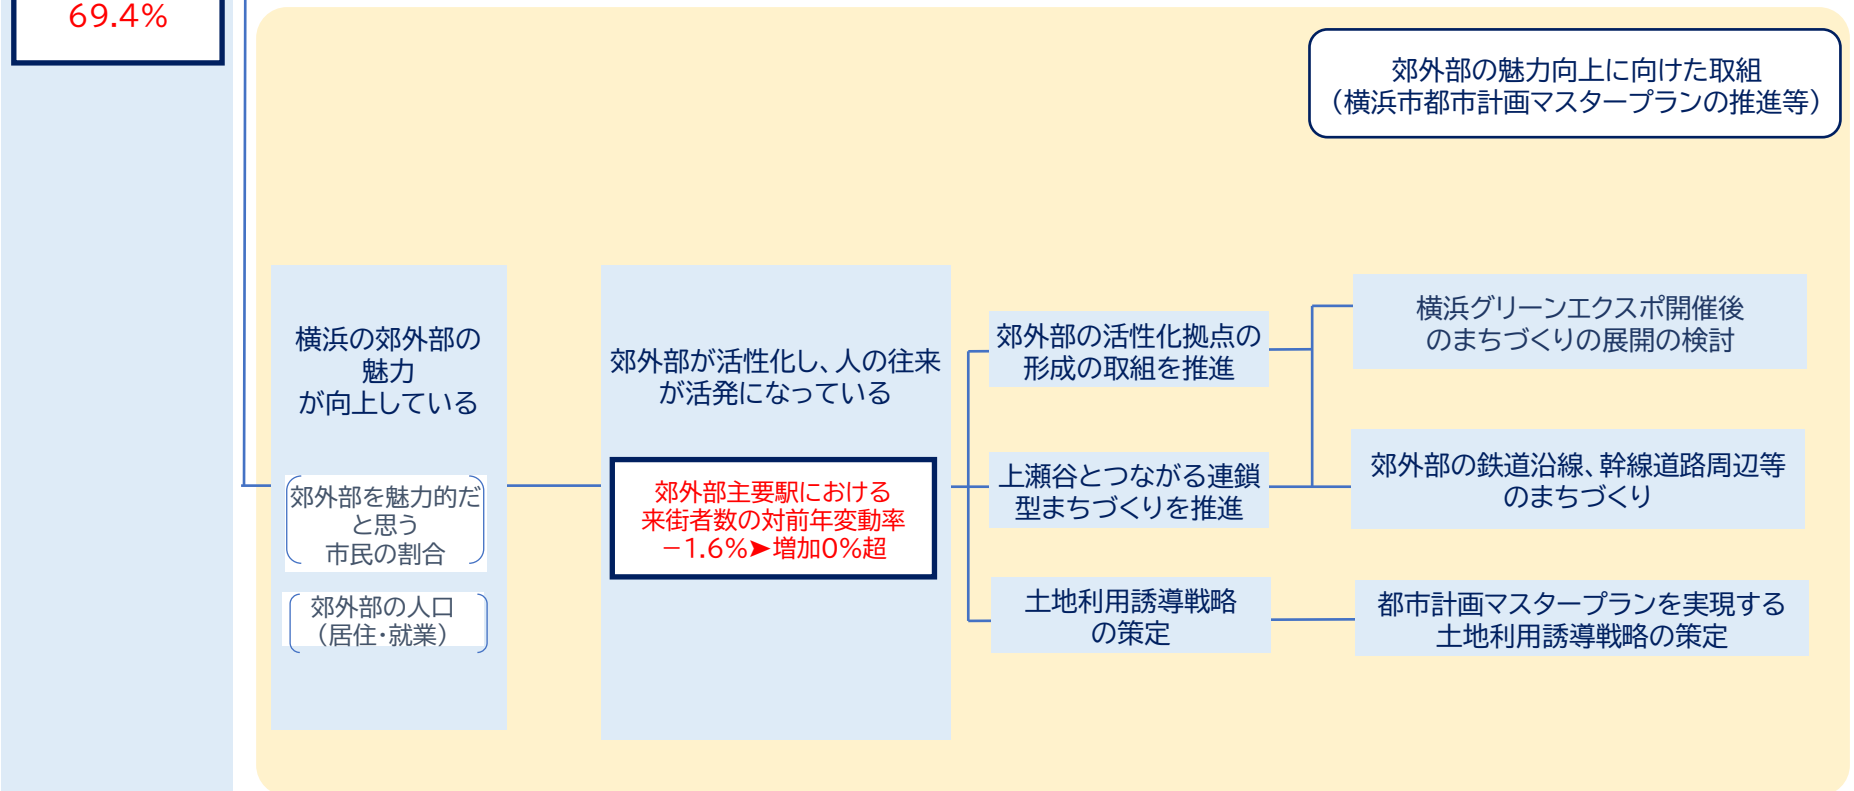 69.4%
郊外部の魅力向上に向けた取組
（横浜市都市計画マスタープランの推進等）
横浜の郊外部の
魅力
が向上している
郊外部を魅力的だ
と思う
市民の割合
郊外部の人口
（居住・就業）
郊外部が活性化し、人の往来
が活発になっている
郊外部主要駅における
来街者数の対前年変動率
－1.6%➤増加0%超
郊外部の活性化拠点の
形成の取組を推進
上瀬谷とつながる連鎖
型まちづくりを推進
土地利用誘導戦略
の策定
横浜グリーンエクスポ開催後
のまちづくりの展開の検討
郊外部の鉄道沿線、幹線道路周辺等
のまちづくり
都市計画マスタープランを実現する
土地利用誘導戦略の策定